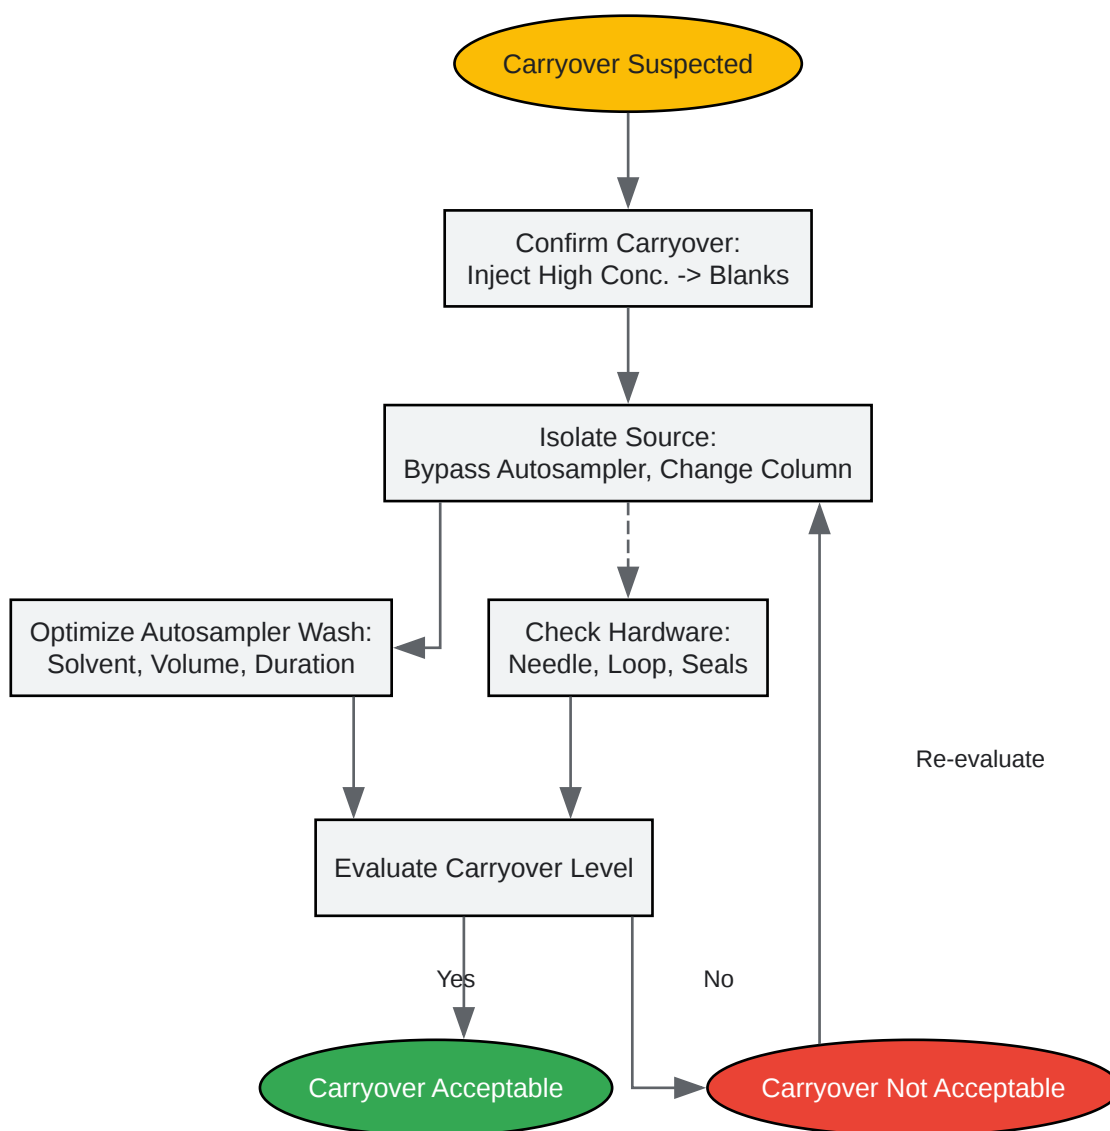 Carryover Suspected
Confirm Carryover:
Inject High Conc. -> Blanks
Isolate Source:
Bypass Autosampler, Change Column
Optimize Autosampler Wash:
Solvent, Volume, Duration
Check Hardware:
Needle, Loop, Seals
Re-evaluate
Evaluate Carryover Level
Yes
No
Carryover Acceptable
Carryover Not Acceptable